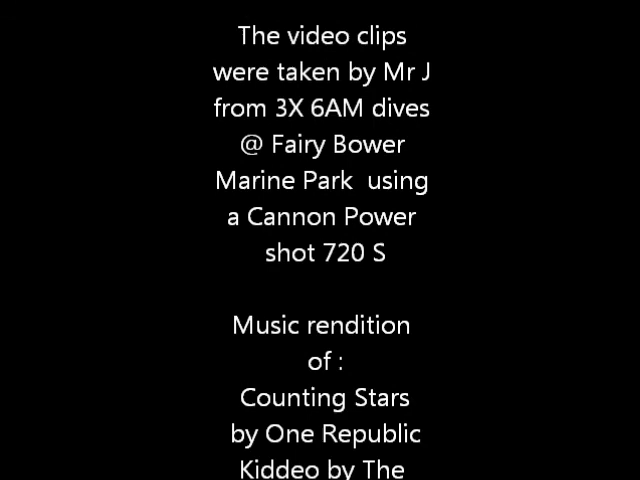 The video clips
were taken by Mr J
from 3X 6AM dives
@ Fairy Bower
Marine Park using
a Cannon Power
shot 720 S
Music rendition
of :
Counting Stars
by One Republic
Kiddeo by The